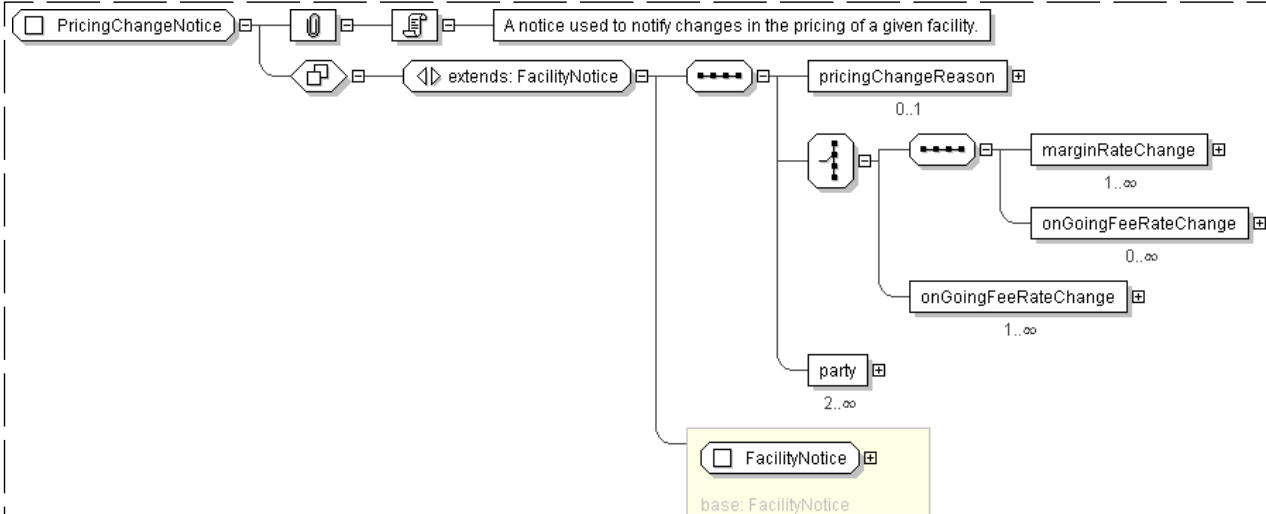 PricingChangeNotice
A notice used to notify changes in the pricing of a given facility.
extends: FacilityNotice
pricingChangeReason
0..1
marginRateChange
1..∞
onGoingFeeRateChange
0..∞
onGoingFeeRateChange
1..∞
party
2..∞
FacilityNotice
base: FacilityNotice